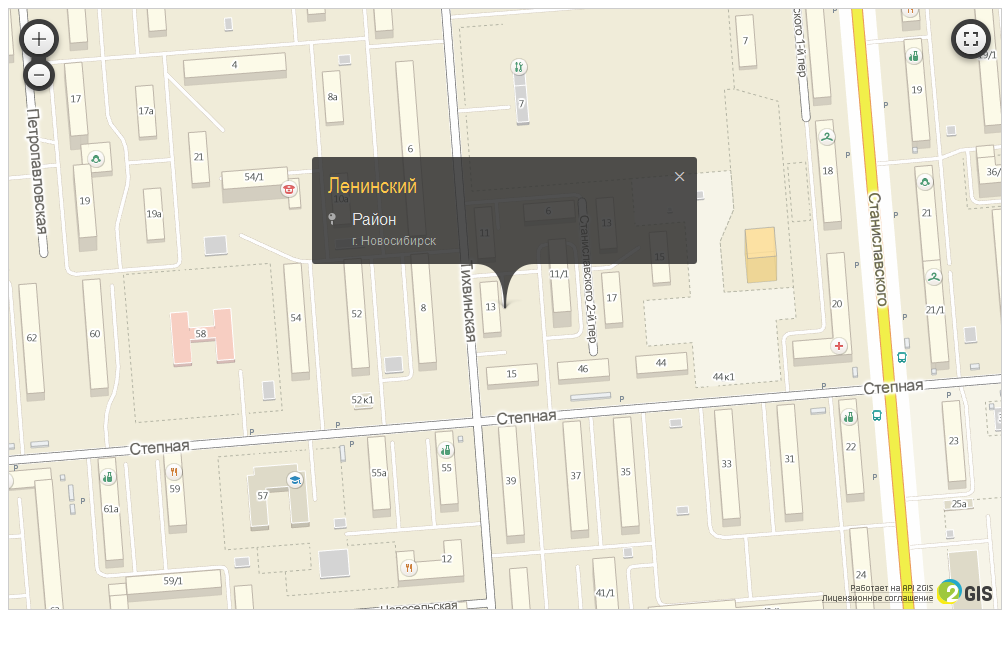 7
4
17
17а
8а
6
7
19
19/1
Петропавловская
ского 1-й пер
21
54/1
18
36/
Ленинский
Район
г. Новосибирск
19
19а
10а
11
6
13
15
21
Станиславского
Станиславского 2-й пер
Тихвинская
11/1
17
13
62
60
58
54
52
8
20
21/1
15
46
44
44 к1
52 к1
Степная
Степная
Степная
P
P
P
P
P
P
P
P
P
P
P
P
59
61а
57
55а
55
39
37
35
33
31
22
23
25а
12
59/1
41/1
24
Новосельская
Работает на API 2GIS
Лицензионное соглашение
2GIS